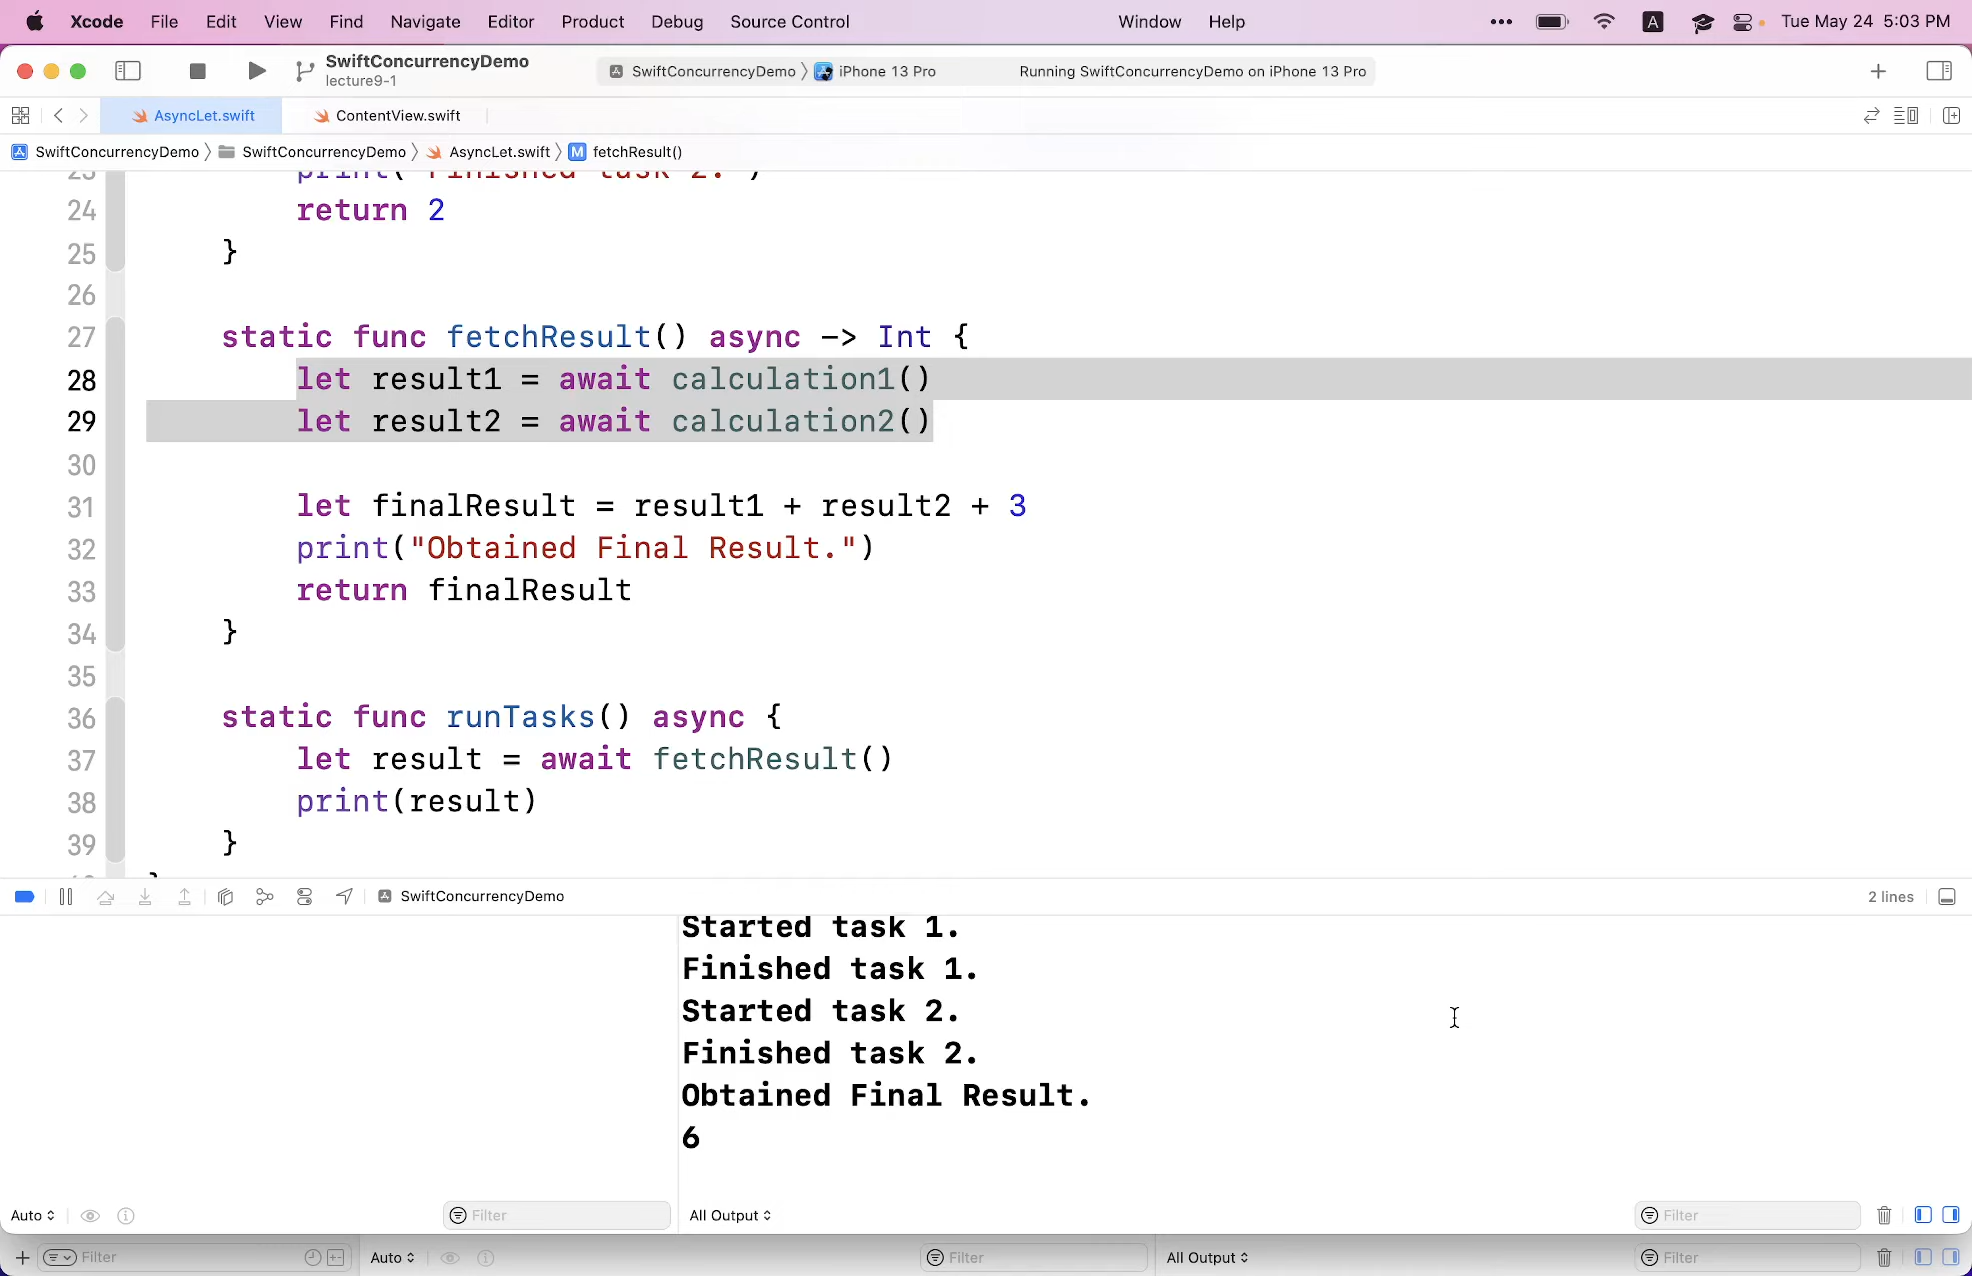 Xcode File Edit View Find Navigate Editor Product Debug Source Control Window Help A Tue May 24 5:03 PM
SwiftConcurrencyDemo
lecture9-1
SwiftConcurrencyDemo iPhone 13 Pro Running SwiftConcurrencyDemo on iPhone 13 Pro
AsyncLet.swift ContentView.swift
SwiftConcurrencyDemo SwiftConcurrencyDemo AsyncLet.swift M fetchResult()
23 print("Finished task 2.")
24 return 2
25 }
26
27 static func fetchResult() async -> Int {
28 let result1 = await calculation1()
29 let result2 = await calculation2()
30
31 let finalResult = result1 + result2 + 3
32 print("Obtained Final Result.")
33 return finalResult
34 }
35
36 static func runTasks() async {
37 let result = await fetchResult()
38 print(result)
39 }
SwiftConcurrencyDemo 2 lines
Started task 1.
Finished task 1.
Started task 2.
Finished task 2.
Obtained Final Result.
6
Auto Filter All Output Filter
Filter Auto Filter All Output Filter